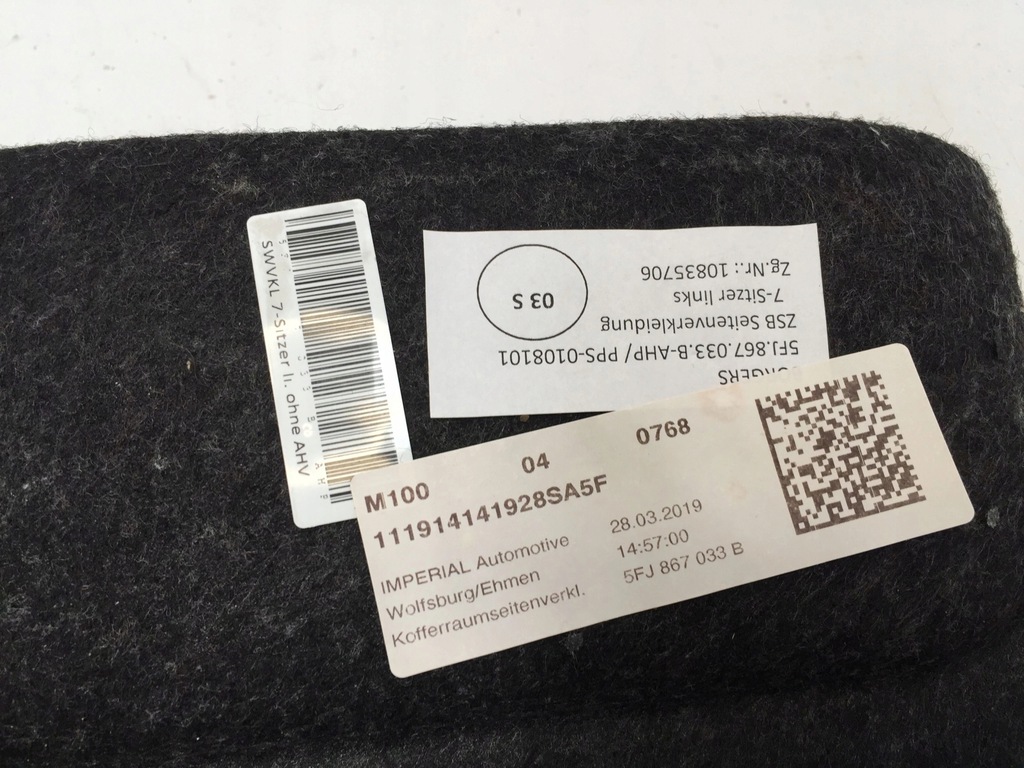 SWVKL 7-Sitzer li. ohne AHV
5FJ.867.033.B-AHP/ PPS-0108101
ZSB Seitenverkleidung
7-Sitzer links
Zg.Nr.: 10835706
03 S
M100 04 0768
111914141928SA5F
IMPERIAL Automotive 28.03.2019
Wolfsburg/Ehmen 14:57:00
Kofferraumseitenverkl. 5FJ 867 033 B